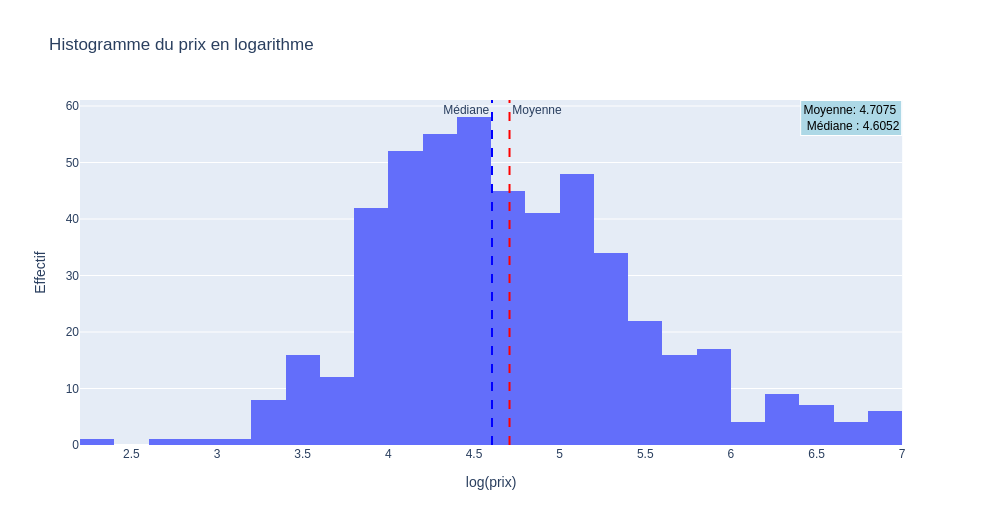 Histogramme du prix en logarithme
Médiane
Moyenne
Moyenne: 4.7075
Médiane : 4.6052
60
50
40
30
20
10
0
Effectif
2.5
3
3.5
4
4.5
5
5.5
6
6.5
7
log(prix)